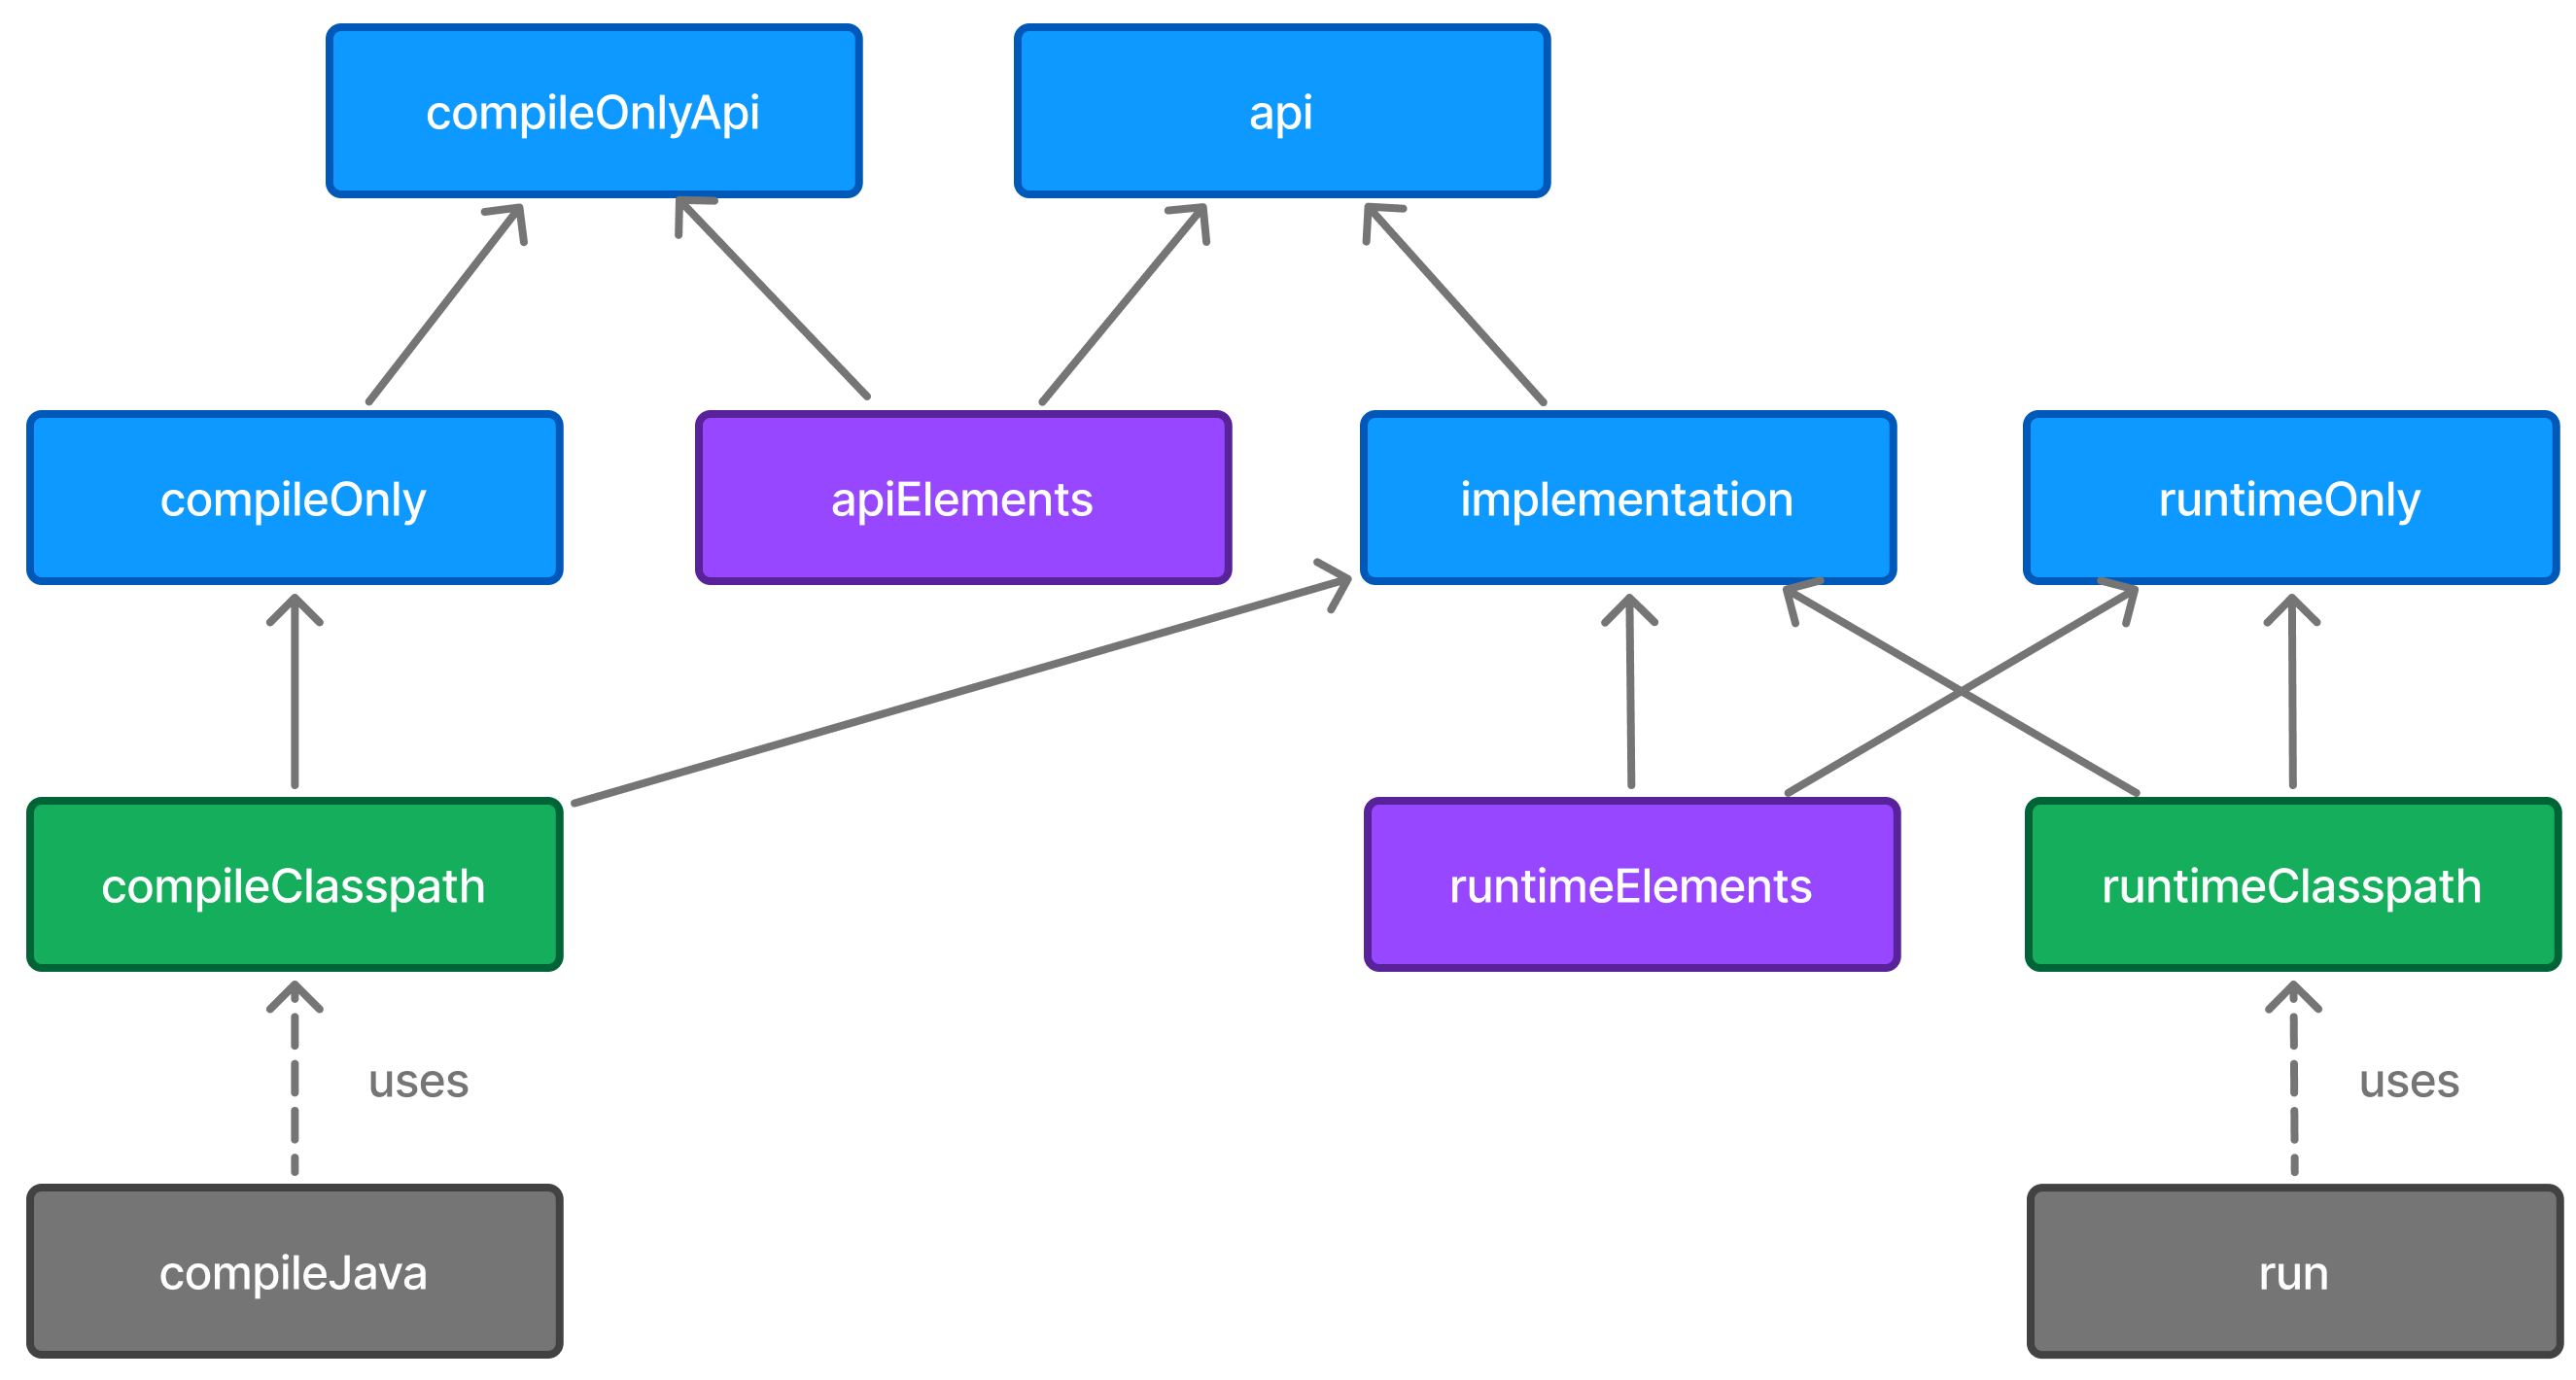 compileOnlyApi
api
compileOnly
apiElements
implementation
runtimeOnly
compileClasspath
runtimeElements
runtimeClasspath
uses
uses
compileJava
run